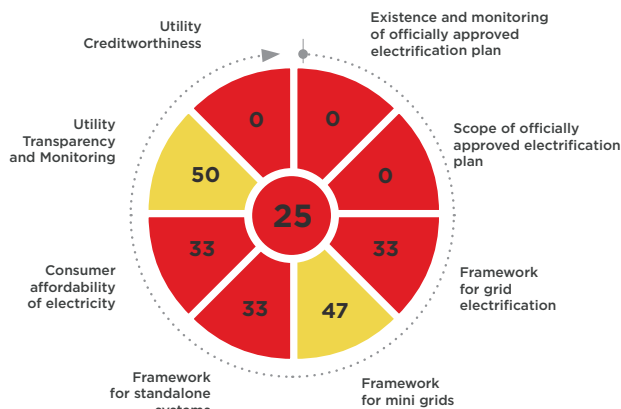 Existence and monitoring
of officially approved
electrification plan
Scope of officially
approved electrification
plan
Framework
for grid
electrification
Framework
for mini grids
Framework
for standalone
systems
Consumer
affordability
of electricity
Utility
Transparency
and Monitoring
Utility
Creditworthiness
0
0
33
47
33
33
50
0
25